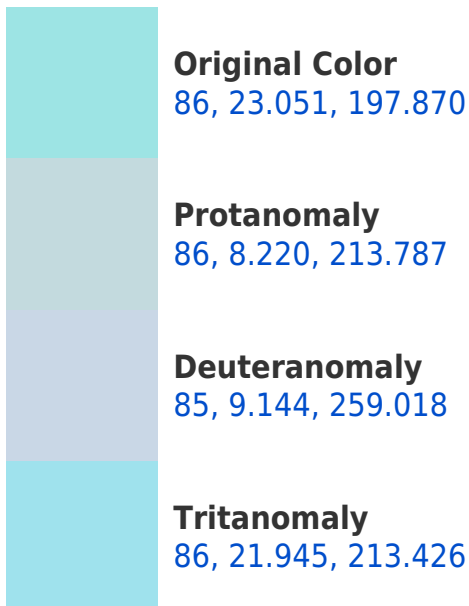 Original Color
86, 23.051, 197.870
Protanomaly
86, 8.220, 213.787
Deuteranomaly
85, 9.144, 259.018
Tritanomaly
86, 21.945, 213.426